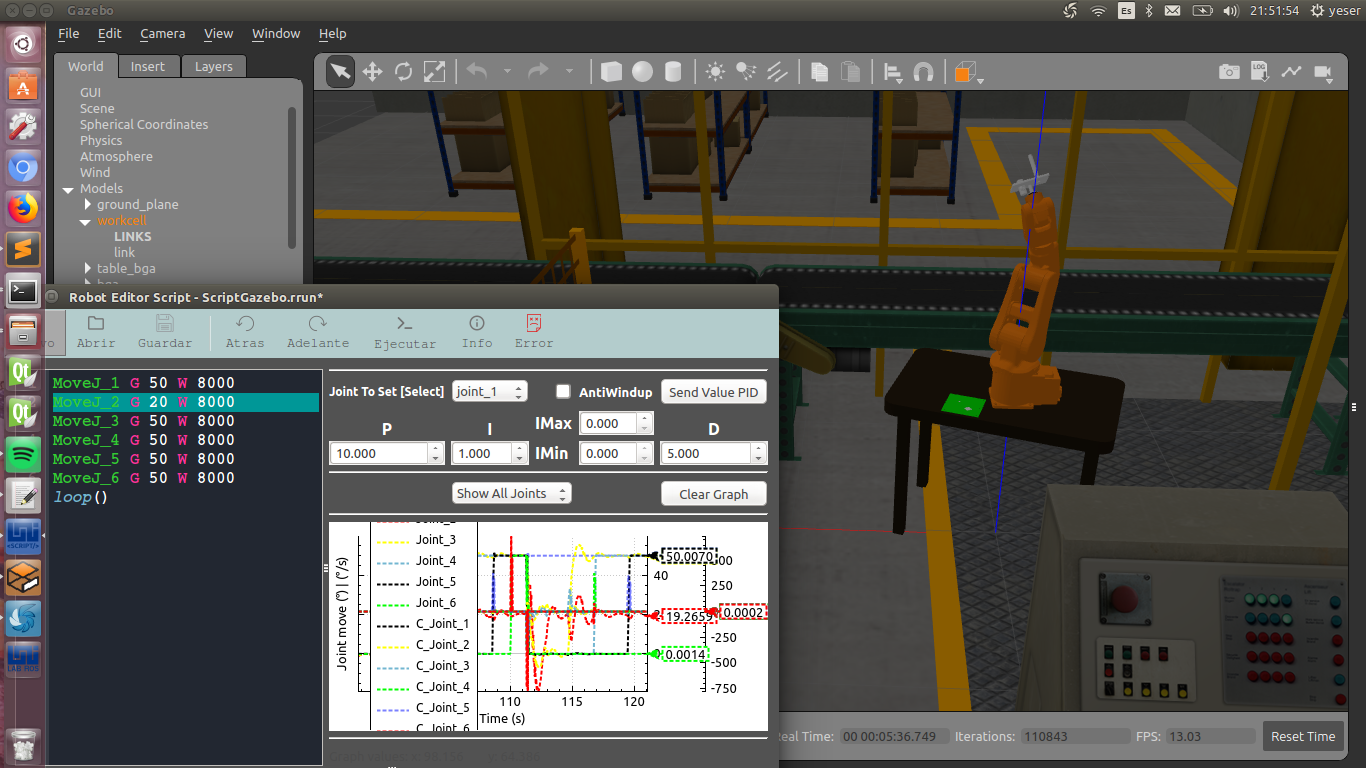 Gazebo
Es
21:51:54
yeser
File Edit Camera View Window Help
World Insert Layers
LOG
GUI
Scene
Spherical Coordinates
Physics
Atmosphere
Wind
Models
ground_plane
workcell
LINKS
link
table_bga
Robot Editor Script - ScriptGazebo.rrun*
Abrir Guardar Atras Adelante Ejecutar Info Error
MoveJ_1 G 50 W 8000
MoveJ_2 G 20 W 8000
MoveJ_3 G 50 W 8000
MoveJ_4 G 50 W 8000
MoveJ_5 G 50 W 8000
MoveJ_6 G 50 W 8000
loop()
Joint To Set [Select] joint_1 AntiWindup Send Value PID
P I IMax 0.000 D
10.000 1.000 IMin 0.000 5.000
Show All Joints Clear Graph
Joint_3
Joint_4
Joint_5
Joint_6
C_Joint_1
C_Joint_2
C_Joint_3
C_Joint_4
C_Joint_5
C_Joint_6
Joint move (°) | (°/s)
50.0070
40
250
19.2659
0.0002
-250
0.0014
-500
-750
110 115 120
Time (s)
Real Time: 00 00:05:36.749 Iterations: 110843 FPS: 13.03 Reset Time